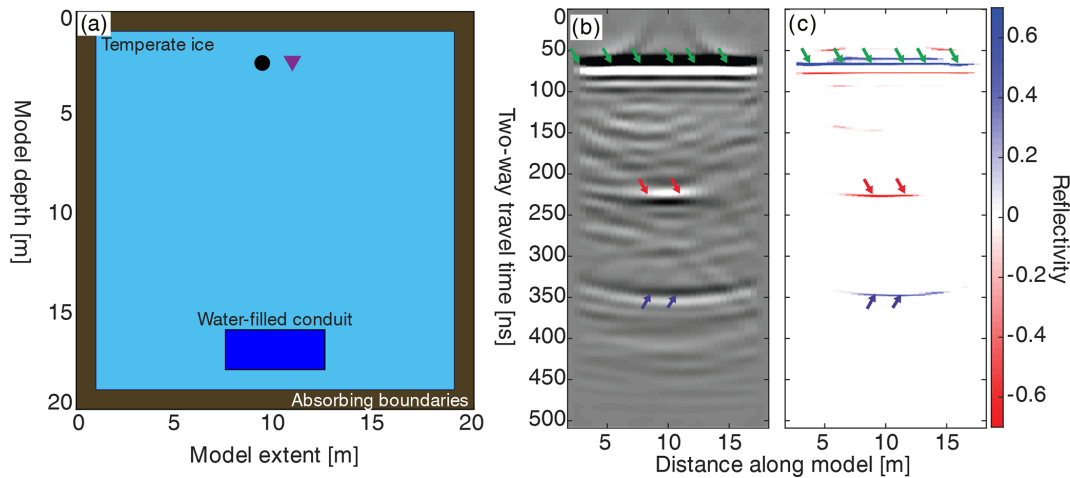 (a)
Temperate ice
Water-filled conduit
Absorbing boundaries
0
5
10
15
20
Model depth [m]
0 5 10 15 20
Model extent [m]
(b)
0
50
100
150
200
250
300
350
400
450
500
Two-way travel time [ns]
5 10 15
(c)
5 10 15
Distance along model [m]
0.6
0.4
0.2
0
-0.2
-0.4
-0.6
Reflectivity